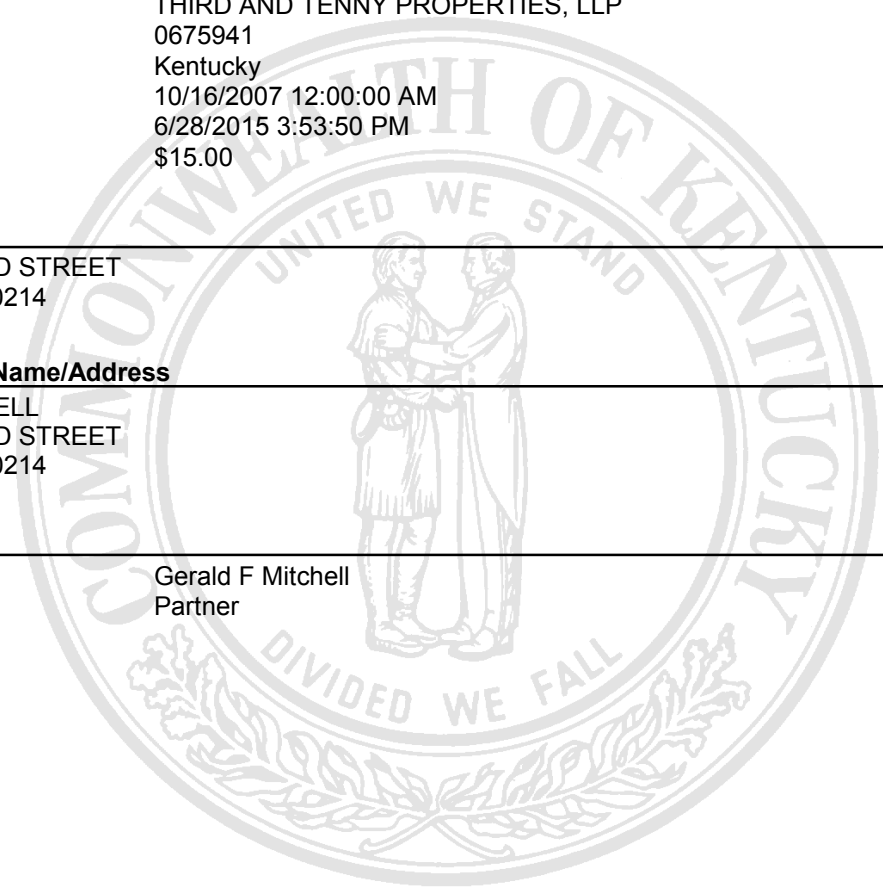 THIRD AND TENNY PROPERTIES, LLP
0675941
Kentucky
10/16/2007 12:00:00 AM
6/28/2015 3:53:50 PM
$15.00
D STREET
0214
Name/Address
ELL
D STREET
0214
Gerald F Mitchell
Partner
COMMONWEALTH OF KENTUCKY
UNITED WE STAND
DIVIDED WE FALL